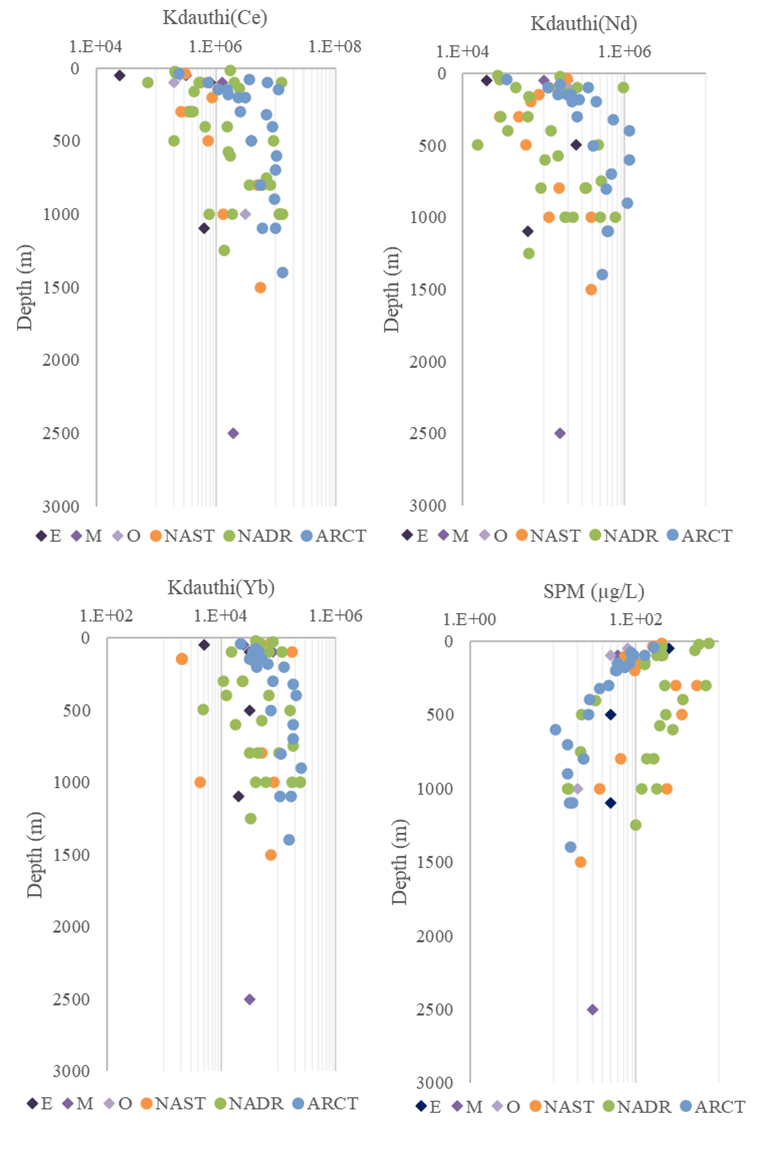 Kdauthi(Ce)
1.E+04 1.E+06 1.E+08
0
500
1000
1500
2000
2500
3000
Depth (m)
E M O NAST NADR ARCT
Kdauthi(Nd)
1.E+04 1.E+06
0
500
1000
1500
2000
2500
3000
Depth (m)
E M O NAST NADR ARCT
Kdauthi(Yb)
1.E+02 1.E+04 1.E+06
0
500
1000
1500
2000
2500
3000
Depth (m)
E M O NAST NADR ARCT
SPM (µg/L)
1.E+00 1.E+02
0
500
1000
1500
2000
2500
3000
Depth (m)
E M O NAST NADR ARCT